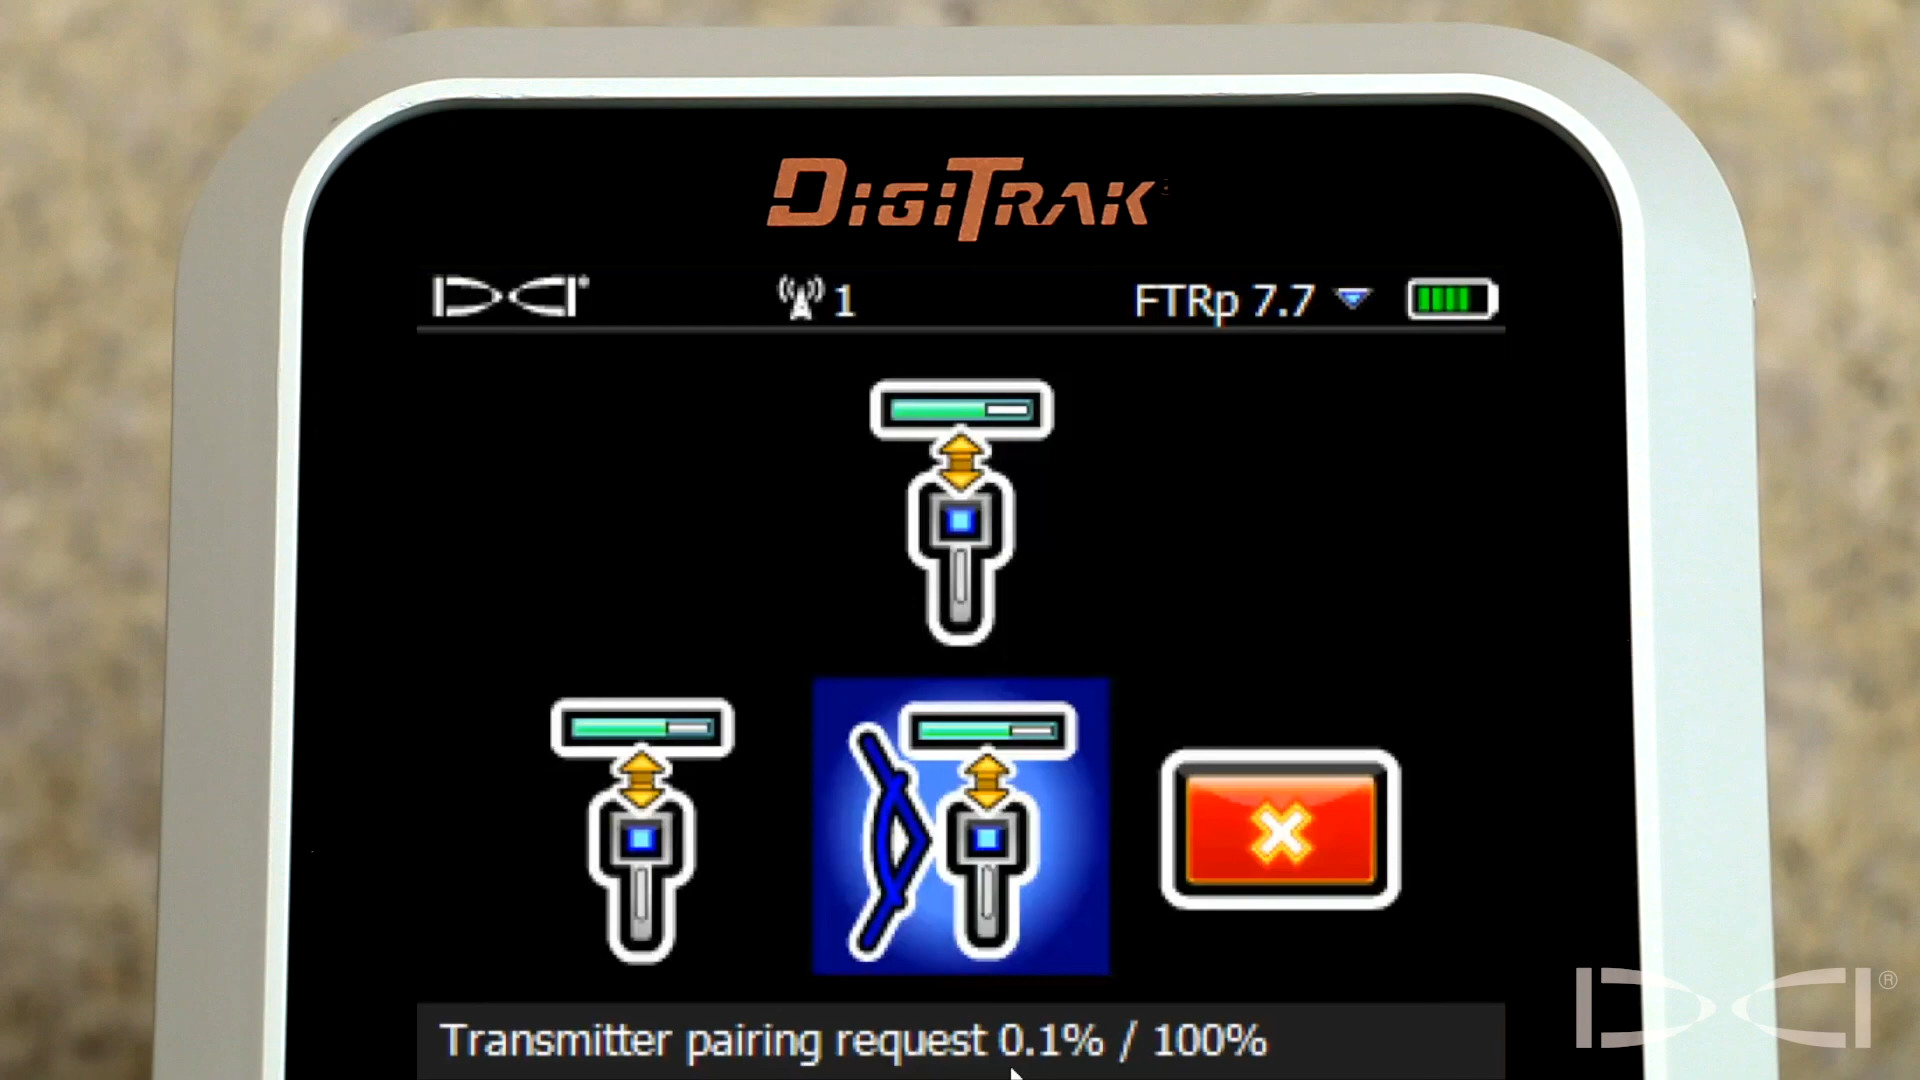 DIGITRAK
DCI
1
FTRp 7.7
Transmitter pairing request 0.1% / 100%
DCI ®